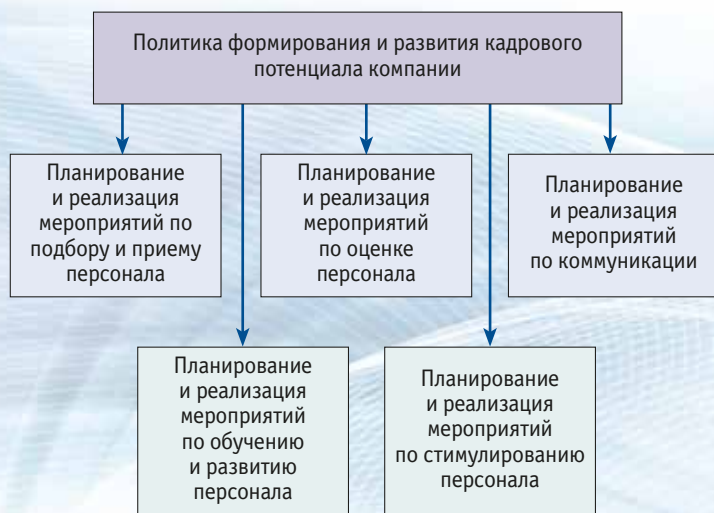 Политика формирования и развития кадрового
потенциала компании
Планирование
и реализация
мероприятий по
подбору и приему
персонала
Планирование
и реализация
мероприятий
по оценке
персонала
Планирование
и реализация
мероприятий
по коммуникации
Планирование
и реализация
мероприятий
по обучению
и развитию
персонала
Планирование
и реализация
мероприятий
по стимулированию
персонала